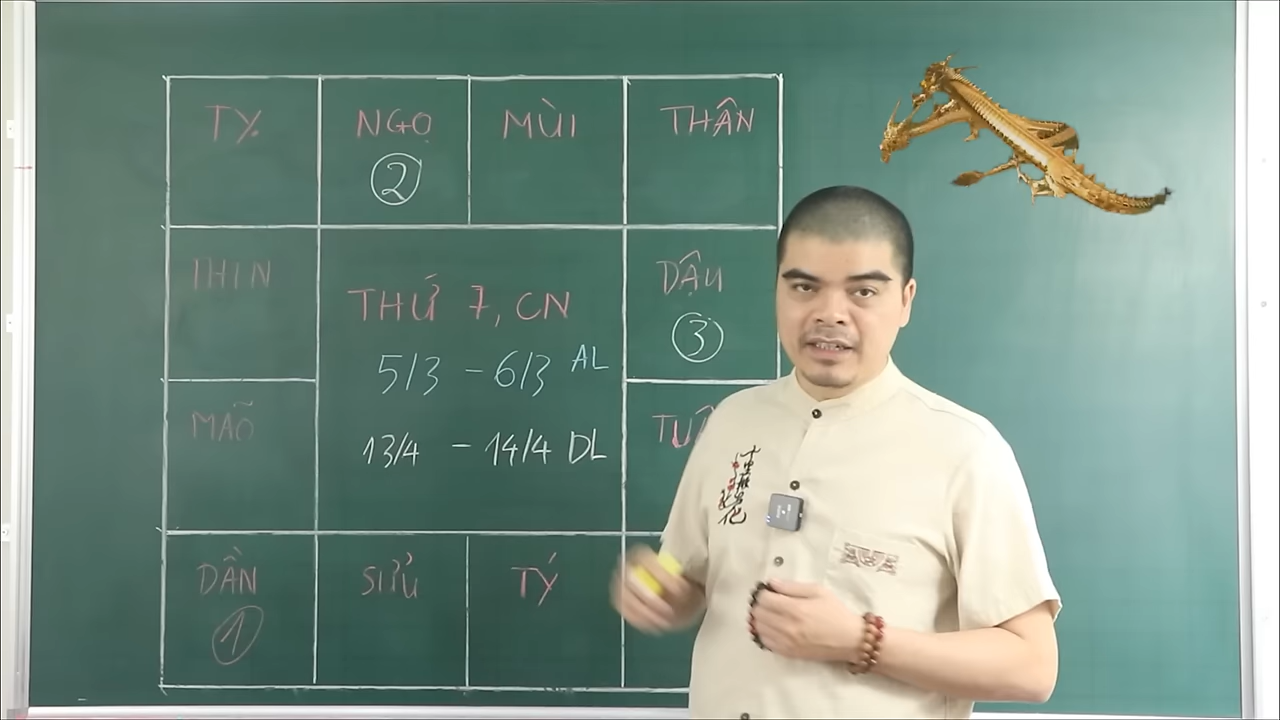 TỴ
NGỌ
MÙI
THÂN
②
THÌN
DẬU
THỨ 7, CN
③
5/3 - 6/3 AL
MÃO
13/4 - 14/4 DL
DẦN
SỬU
TÝ
①